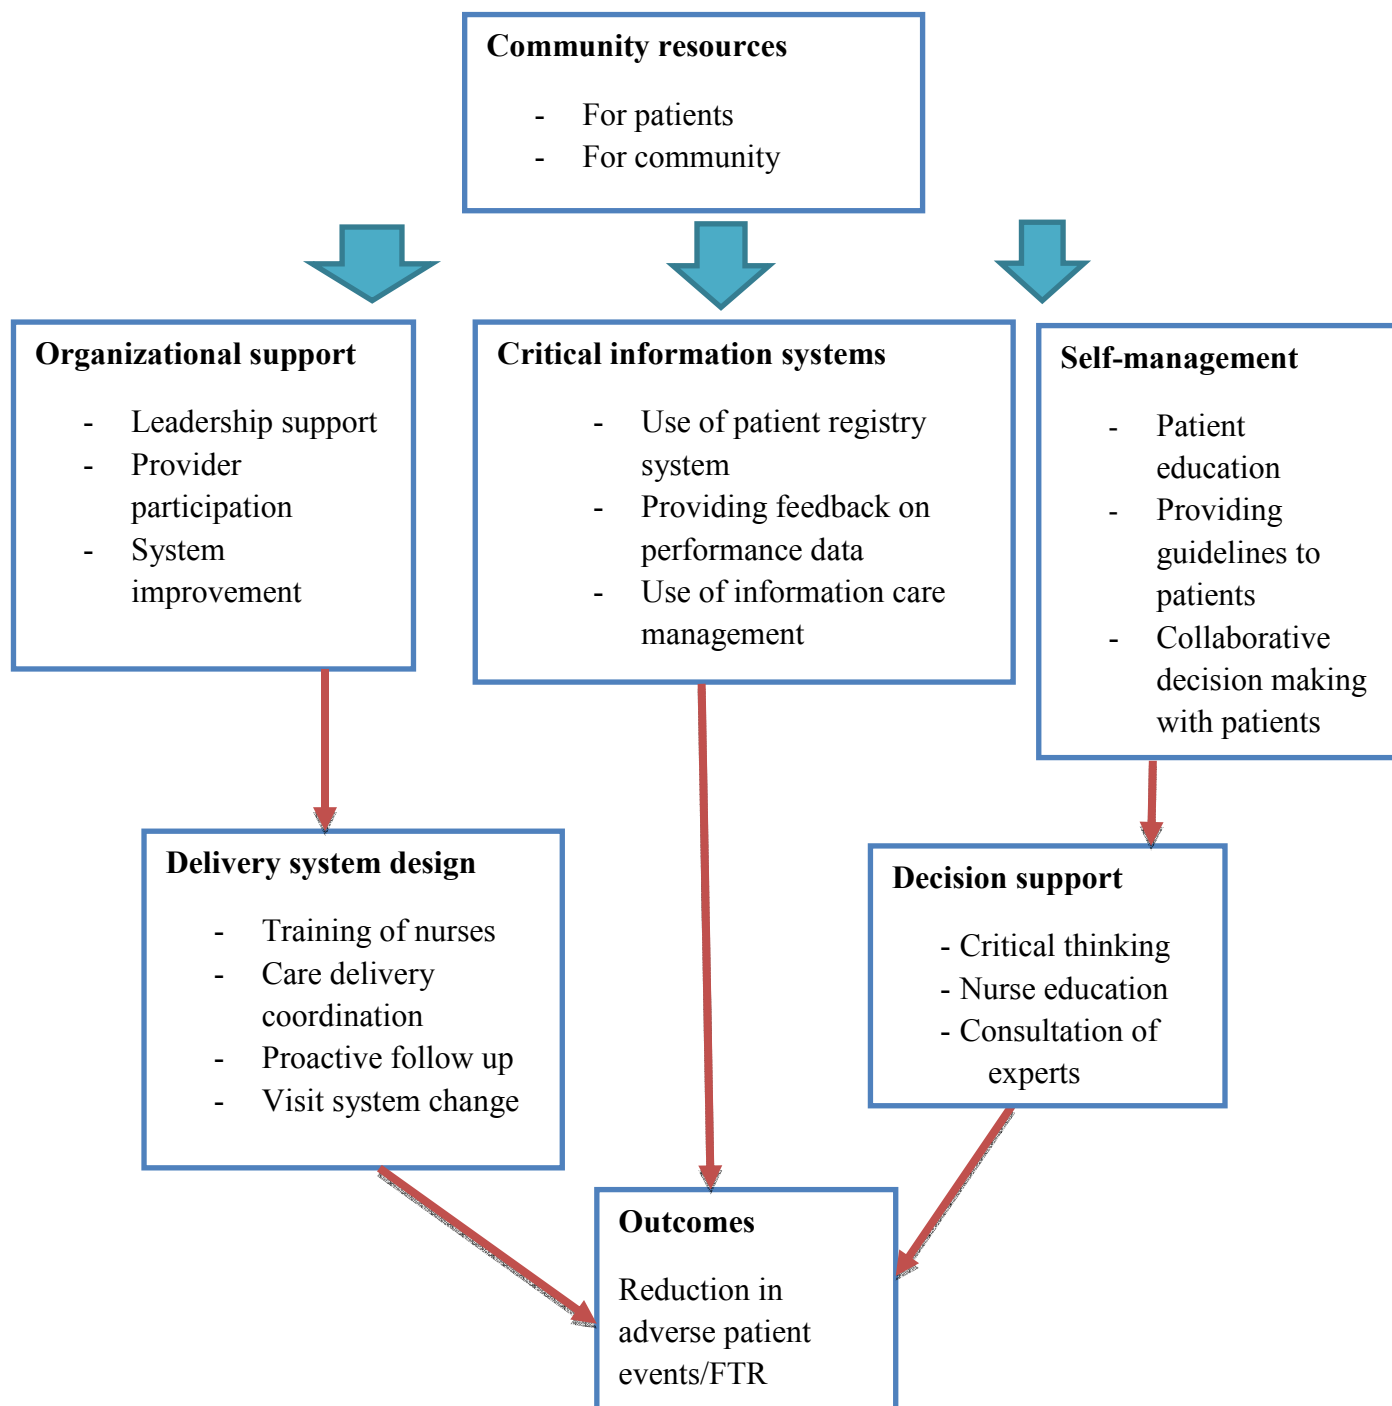 Community resources
- For patients
- For community
Organizational support
- Leadership support
- Provider
participation
- System
improvement
Critical information systems
- Use of patient registry
system
- Providing feedback on
performance data
- Use of information care
management
Self-management
- Patient
education
- Providing
guidelines to
patients
- Collaborative
decision making
with patients
Delivery system design
- Training of nurses
- Care delivery
coordination
- Proactive follow up
- Visit system change
Decision support
- Critical thinking
- Nurse education
- Consultation of
experts
Outcomes
Reduction in
adverse patient
events/FTR